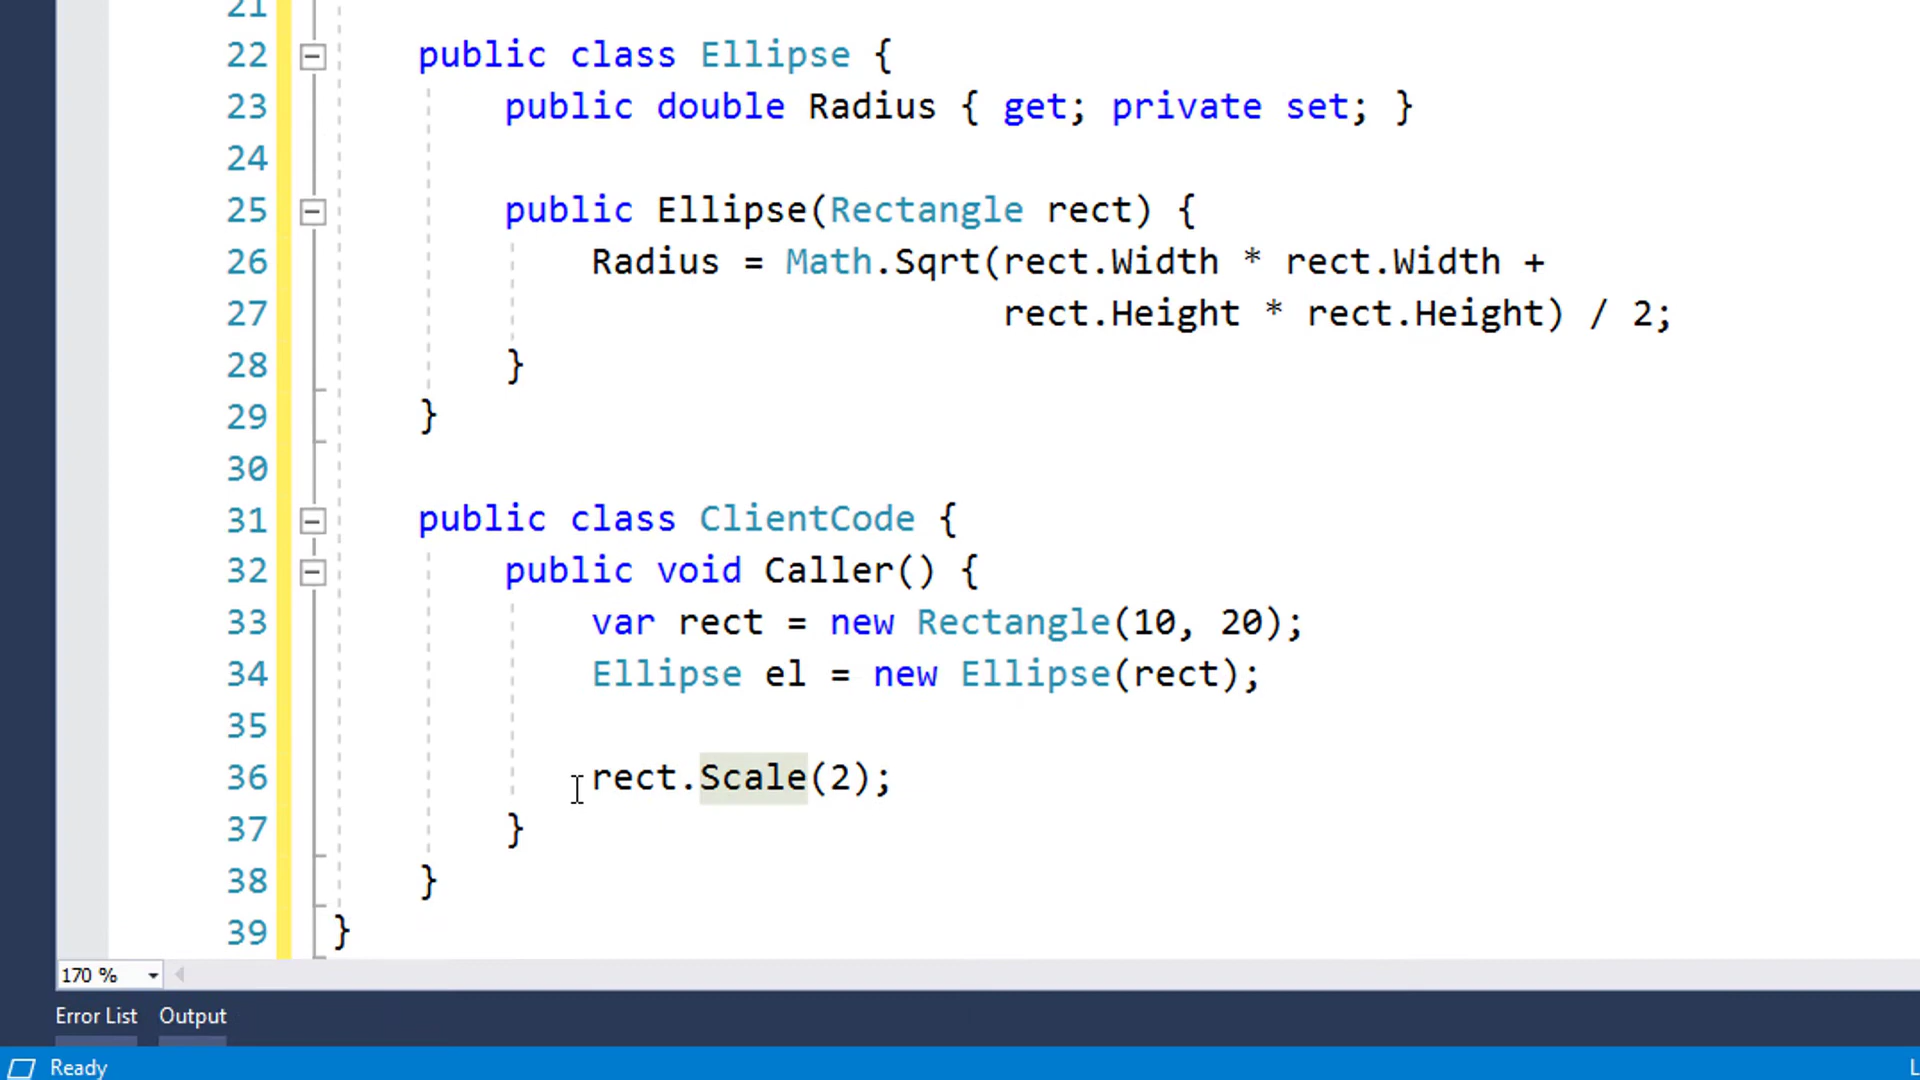 21
22 public class Ellipse {
23 public double Radius { get; private set; }
24
25 public Ellipse(Rectangle rect) {
26 Radius = Math.Sqrt(rect.Width * rect.Width +
27 rect.Height * rect.Height) / 2;
28 }
29 }
30
31 public class ClientCode {
32 public void Caller() {
33 var rect = new Rectangle(10, 20);
34 Ellipse el = new Ellipse(rect);
35
36 rect.Scale(2);
37 }
38 }
39 }
170 %
Error List Output
Ready